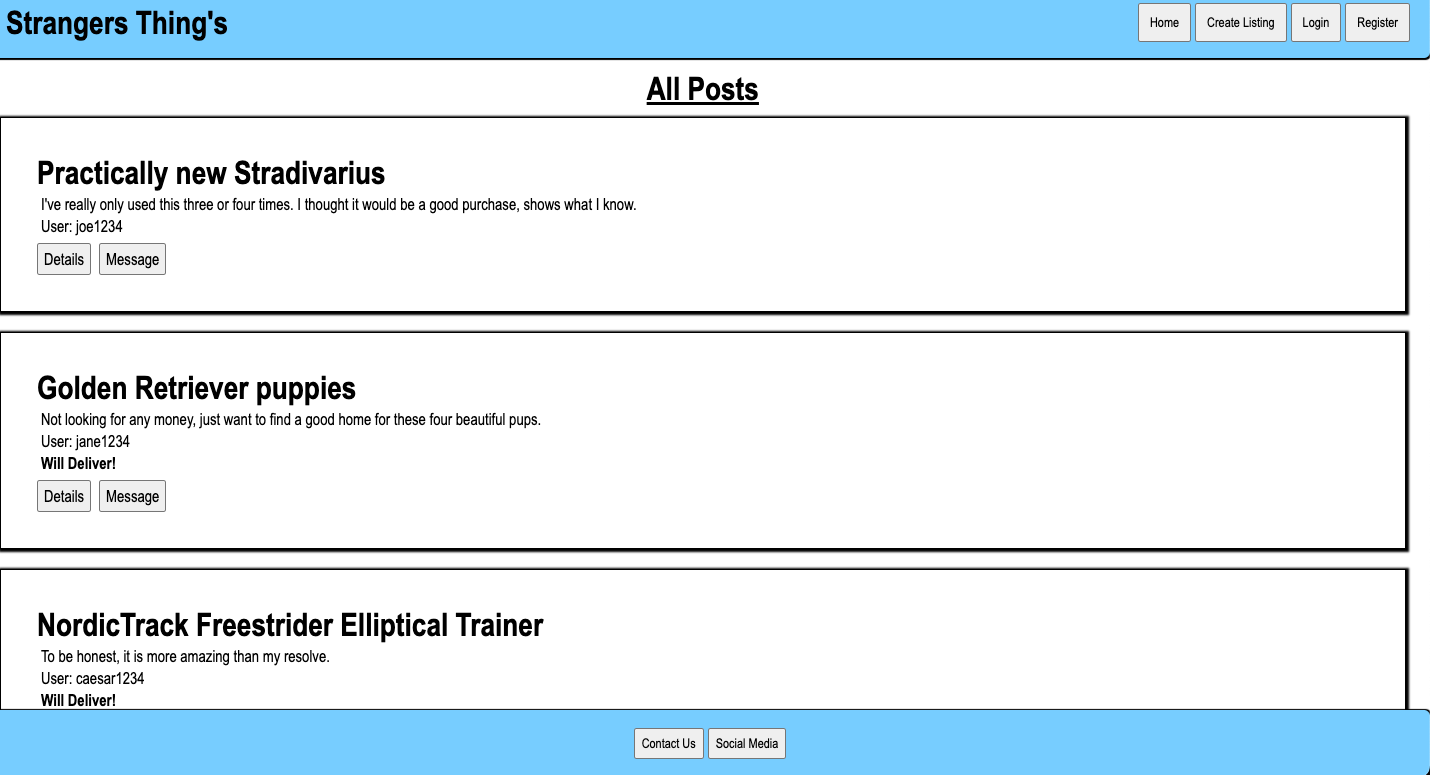 Strangers Thing's
Home Create Listing Login Register
All Posts
Practically new Stradivarius
I've really only used this three or four times. I thought it would be a good purchase, shows what I know.
User: joe1234
Details Message
Golden Retriever puppies
Not looking for any money, just want to find a good home for these four beautiful pups.
User: jane1234
Will Deliver!
Details Message
NordicTrack Freestrider Elliptical Trainer
To be honest, it is more amazing than my resolve.
User: caesar1234
Will Deliver!
Contact Us Social Media